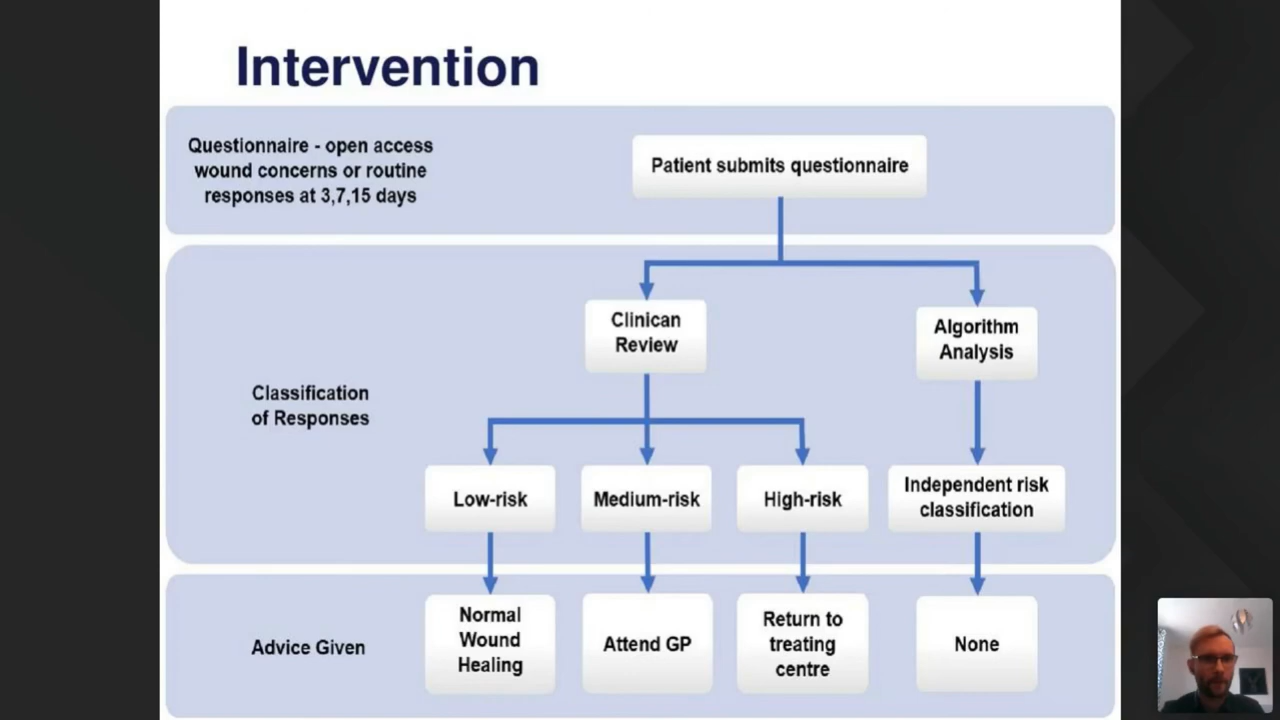 Intervention
Questionnaire - open access
wound concerns or routine
responses at 3,7,15 days
Patient submits questionnaire
Classification
of Responses
Clinican
Review
Algorithm
Analysis
Low-risk
Medium-risk
High-risk
Independent risk
classification
Advice Given
Normal
Wound
Healing
Attend GP
Return to
treating
centre
None